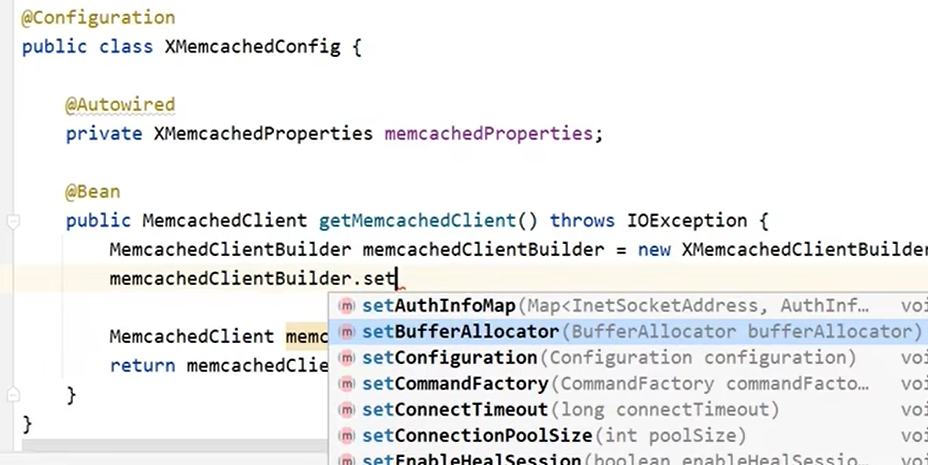 @Configuration
public class XMemcachedConfig {
@Autowired
private XMemcachedProperties memcachedProperties;
@Bean
public MemcachedClient getMemcachedClient() throws IOException {
MemcachedClientBuilder memcachedClientBuilder = new XMemcachedClientBuilder
memcachedClientBuilder.set
setAuthInfoMap(Map<InetSocketAddress, AuthInf… voi
setBufferAllocator(BufferAllocator bufferAllocator)
MemcachedClient memc
setConfiguration(Configuration configuration) voi
return memcachedClie
setCommandFactory(CommandFactory commandFacto… voi
}
setConnectTimeout(long connectTimeout) voi
}
setConnectionPoolSize(int poolSize) voi
setEnableHealSession(boolean enableHealSession voi